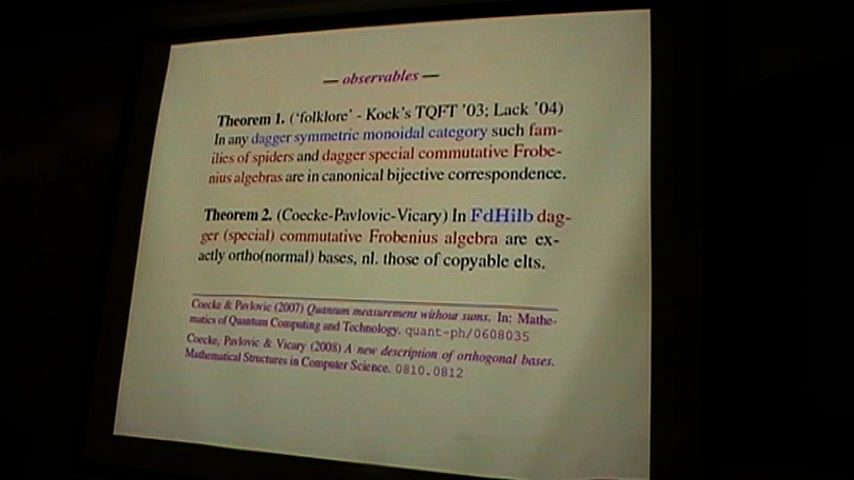 — observables —
Theorem 1. ('folklore' - Kock's TQFT '03; Lack '04)
In any dagger symmetric monoidal category such fam-
ilies of spiders and dagger special commutative Frobe-
nius algebras are in canonical bijective correspondence.
Theorem 2. (Coecke-Pavlovic-Vicary) In FdHilb dag-
ger (special) commutative Frobenius algebra are ex-
actly ortho(normal) bases, nl. those of copyable elts.
Coecke & Pavlovic (2007) Quantum measurement without sums. In: Mathe-
matics of Quantum Computing and Technology. quant-ph/0608035
Coecke, Pavlovic & Vicary (2008) A new description of orthogonal bases.
Mathematical Structures in Computer Science. 0810.0812